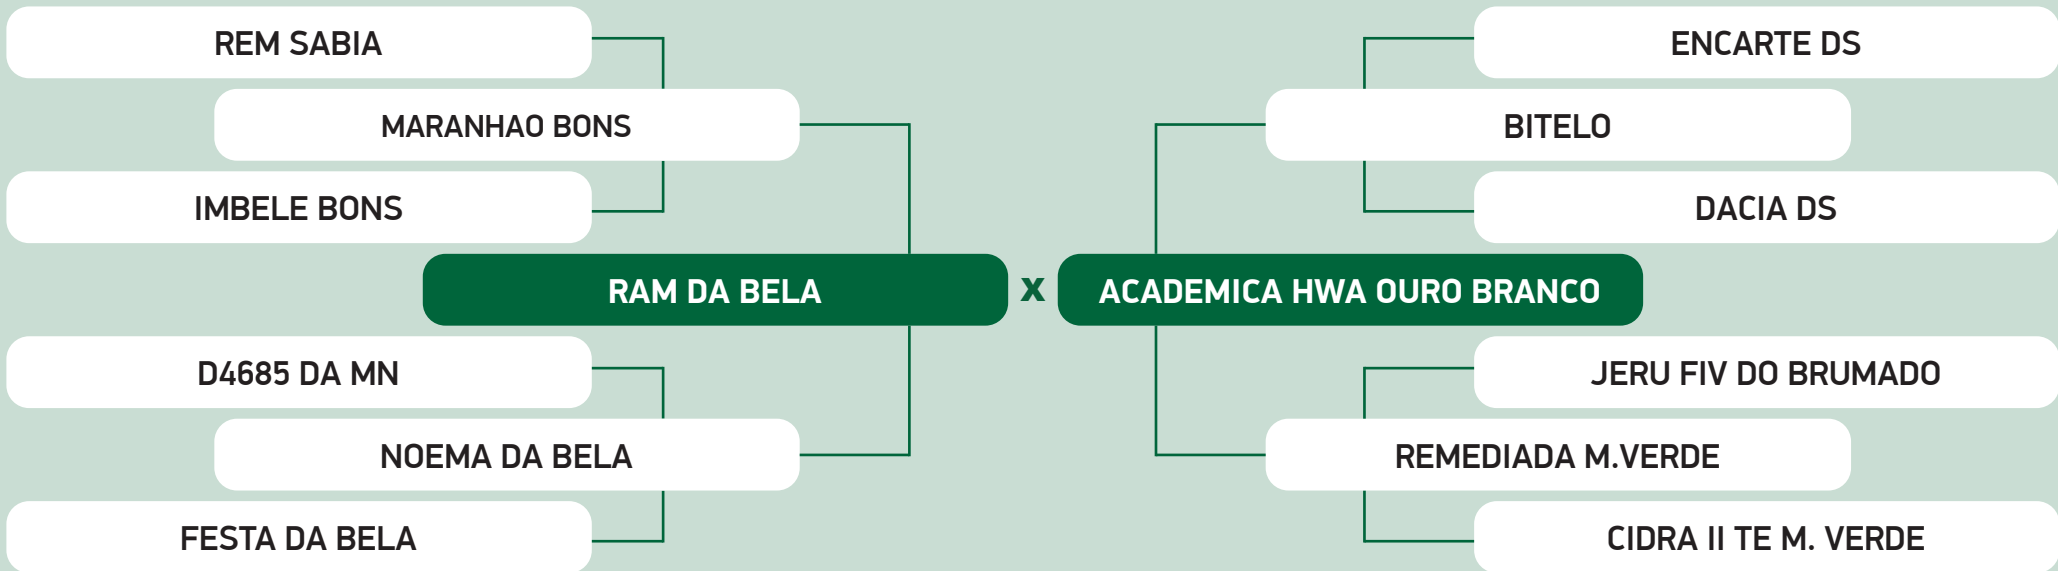 REM SABIA
ENCARTE DS
MARANHAO BONS
BITELO
IMBELE BONS
DACIA DS
RAM DA BELA x ACADEMICA HWA OURO BRANCO
D4685 DA MN
JERU FIV DO BRUMADO
NOEMA DA BELA
REMEDIADA M.VERDE
FESTA DA BELA
CIDRA II TE M. VERDE